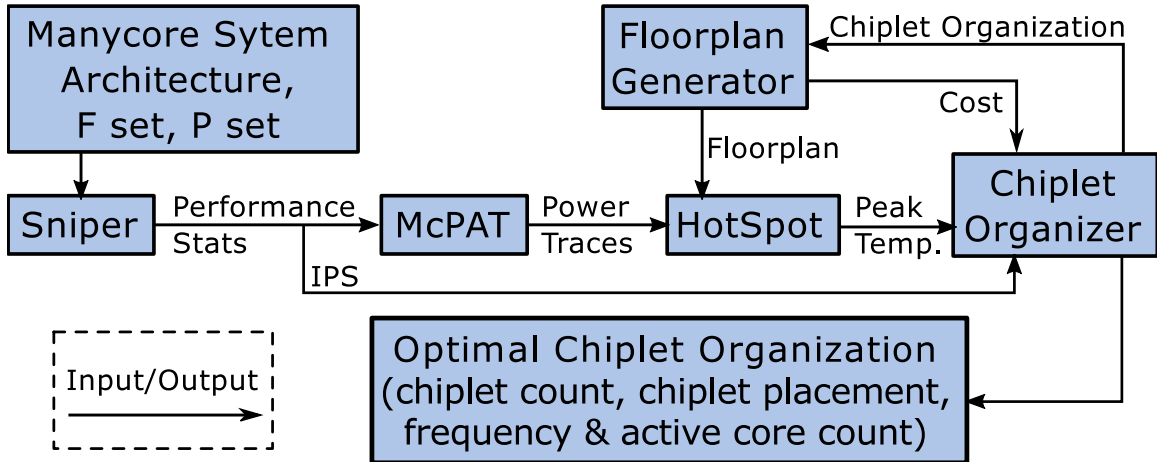 Manycore Sytem
Architecture,
F set, P set
Floorplan
Generator
Chiplet Organization
Cost
Floorplan
Sniper
Performance
Stats
McPAT
Power
Traces
HotSpot
Peak
Temp.
Chiplet
Organizer
IPS
Input/Output
Optimal Chiplet Organization
(chiplet count, chiplet placement,
frequency & active core count)